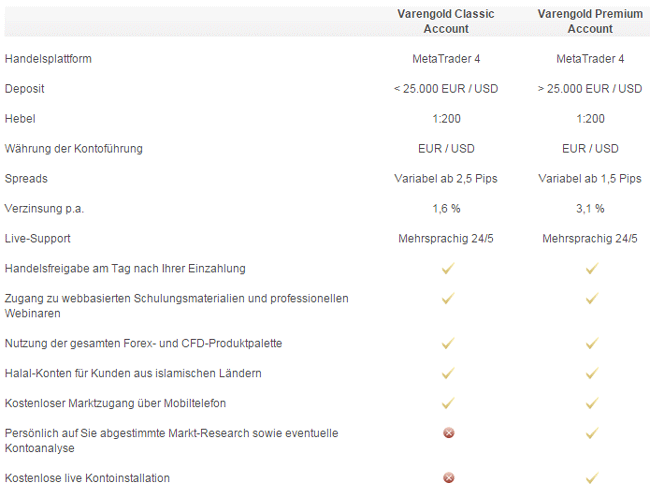 Varengold Classic Account Varengold Premium Account
Handelsplattform MetaTrader 4 MetaTrader 4
Deposit < 25.000 EUR / USD > 25.000 EUR / USD
Hebel 1:200 1:200
Währung der Kontoführung EUR / USD EUR / USD
Spreads Variabel ab 2,5 Pips Variabel ab 1,5 Pips
Verzinsung p.a. 1,6 % 3,1 %
Live-Support Mehrsprachig 24/5 Mehrsprachig 24/5
Handelsfreigabe am Tag nach Ihrer Einzahlung
Zugang zu webbasierten Schulungsmaterialien und professionellen
Webinaren
Nutzung der gesamten Forex- und CFD-Produktpalette
Halal-Konten für Kunden aus islamischen Ländern
Kostenloser Marktzugang über Mobiltelefon
Persönlich auf Sie abgestimmte Markt-Research sowie eventuelle
Kontoanalyse
Kostenlose live Kontoinstallation